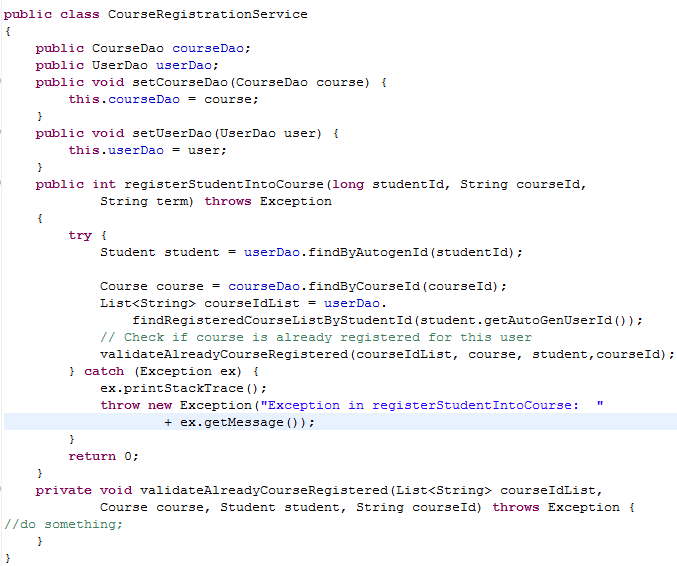 public class CourseRegistrationService
{
    public CourseDao courseDao;
    public UserDao userDao;
    public void setCourseDao(CourseDao course) {
        this.courseDao = course;
    }
    public void setUserDao(UserDao user) {
        this.userDao = user;
    }
    public int registerStudentIntoCourse(long studentId, String courseId,
            String term) throws Exception
    {
        try {
            Student student = userDao.findByAutogenId(studentId);

            Course course = courseDao.findByCourseId(courseId);
            List<String> courseIdList = userDao.
                findRegisteredCourseListByStudentId(student.getAutoGenUserId());
            // Check if course is already registered for this user
            validateAlreadyCourseRegistered(courseIdList, course, student,courseId);
        } catch (Exception ex) {
            ex.printStackTrace();
            throw new Exception("Exception in registerStudentIntoCourse:  "
                    + ex.getMessage());
        }
        return 0;
    }
    private void validateAlreadyCourseRegistered(List<String> courseIdList,
            Course course, Student student, String courseId) throws Exception {
//do something;
    }
}